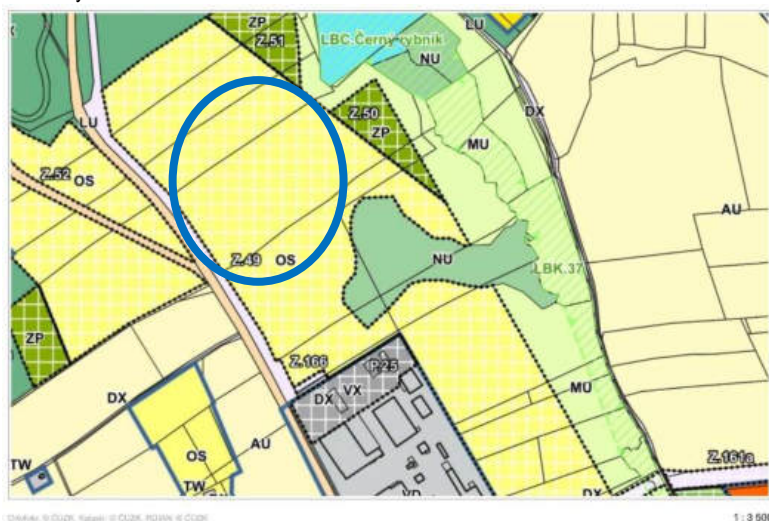 LU
ZP
Z.51
LBC.Černý rybník
NU
Z.50
ZP
DX
LU
MU
Z.52 OS
AU
Z.49 OS
NU
LBK.37
ZP
Z.166
IP.25
DX
DX VX
MU
OS
AU
TW
TW
Z.161a
DX
1 : 3 500